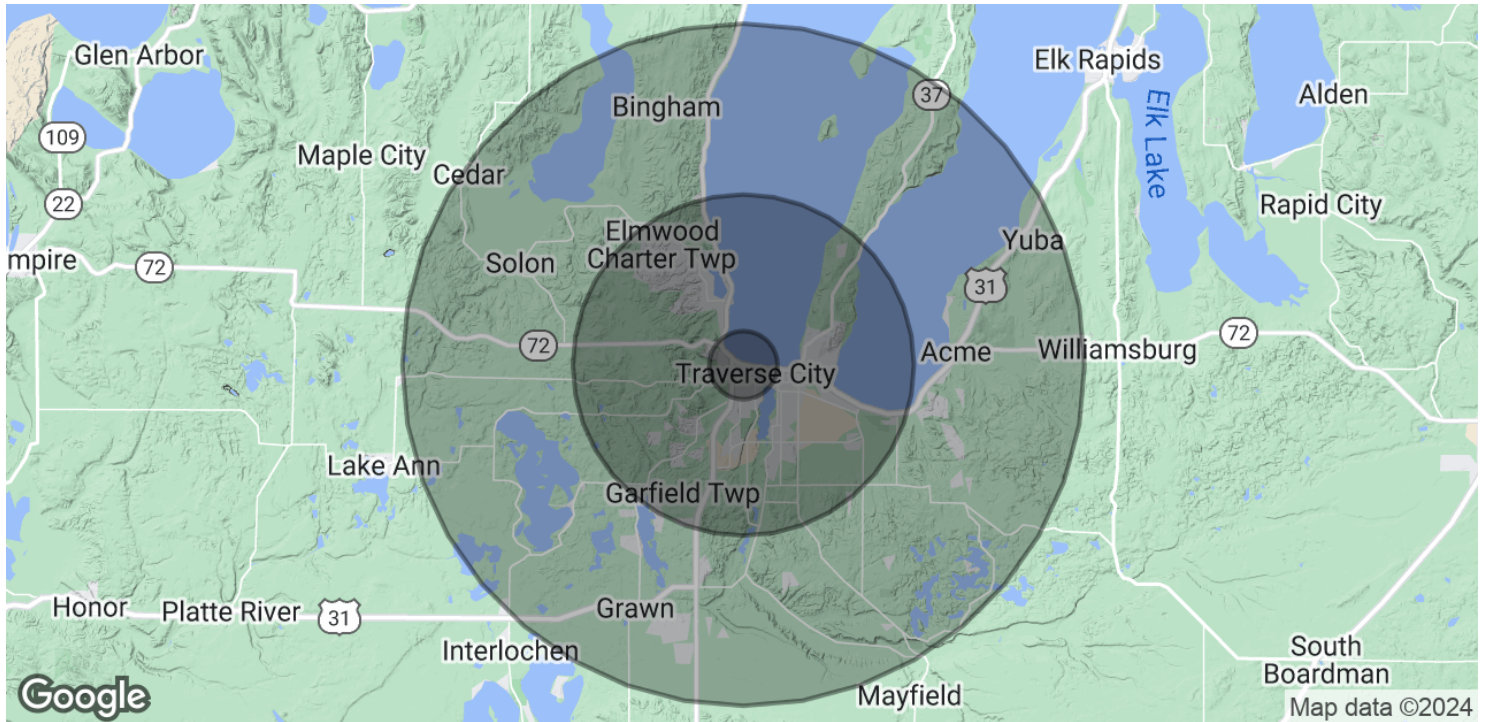 Glen Arbor
Elk Rapids
37
Alden
Bingham
109
Elk Lake
Maple City
Cedar
22
Rapid City
Elmwood
Charter Twp
Yuba
mpire
72
Solon
31
72
72
Acme
Williamsburg
Traverse City
Lake Ann
Garfield Twp
Honor
Platte River
31
Grawn
Interlochen
South
Boardman
Mayfield
Google
Map data ©2024